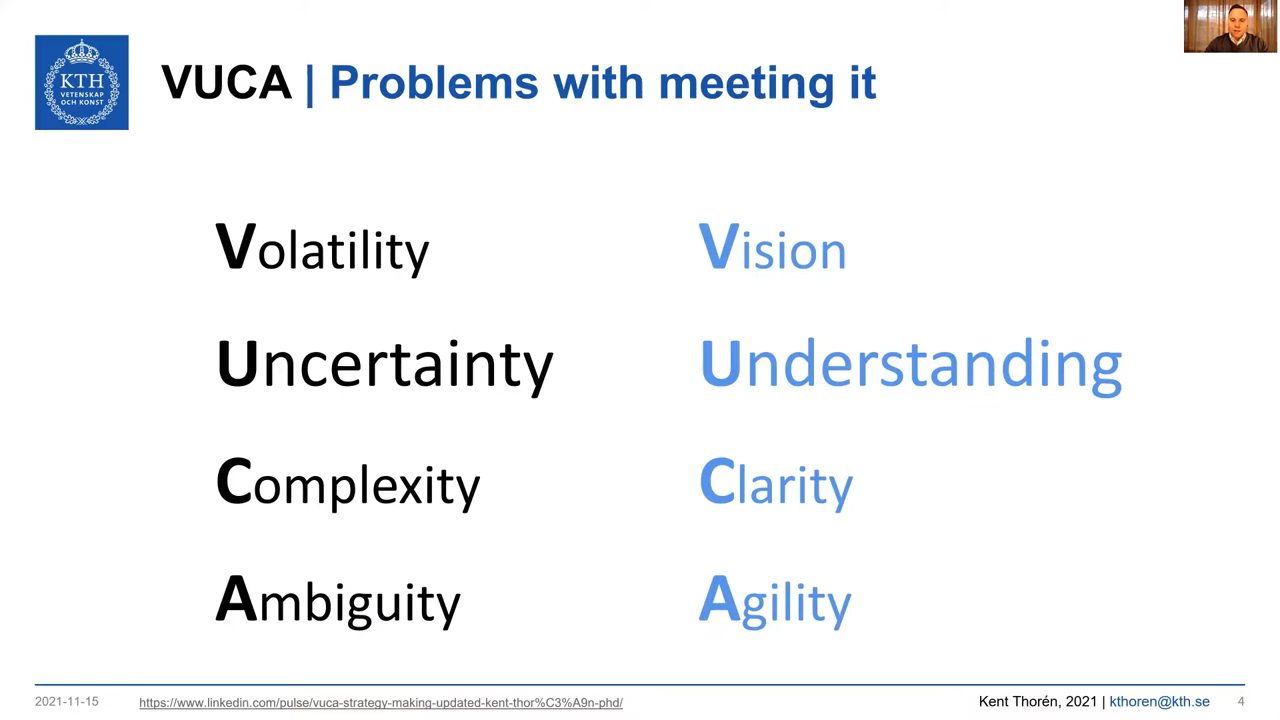 KTH
VETENSKAP
OCH KONST
VUCA | Problems with meeting it
Volatility
Vision
Uncertainty
Understanding
Complexity
Clarity
Ambiguity
Agility
2021-11-15
https://www.linkedin.com/pulse/vuca-strategy-making-updated-kent-thor%C3%A9n-phd/
Kent Thorén, 2021 | kthoren@kth.se
4